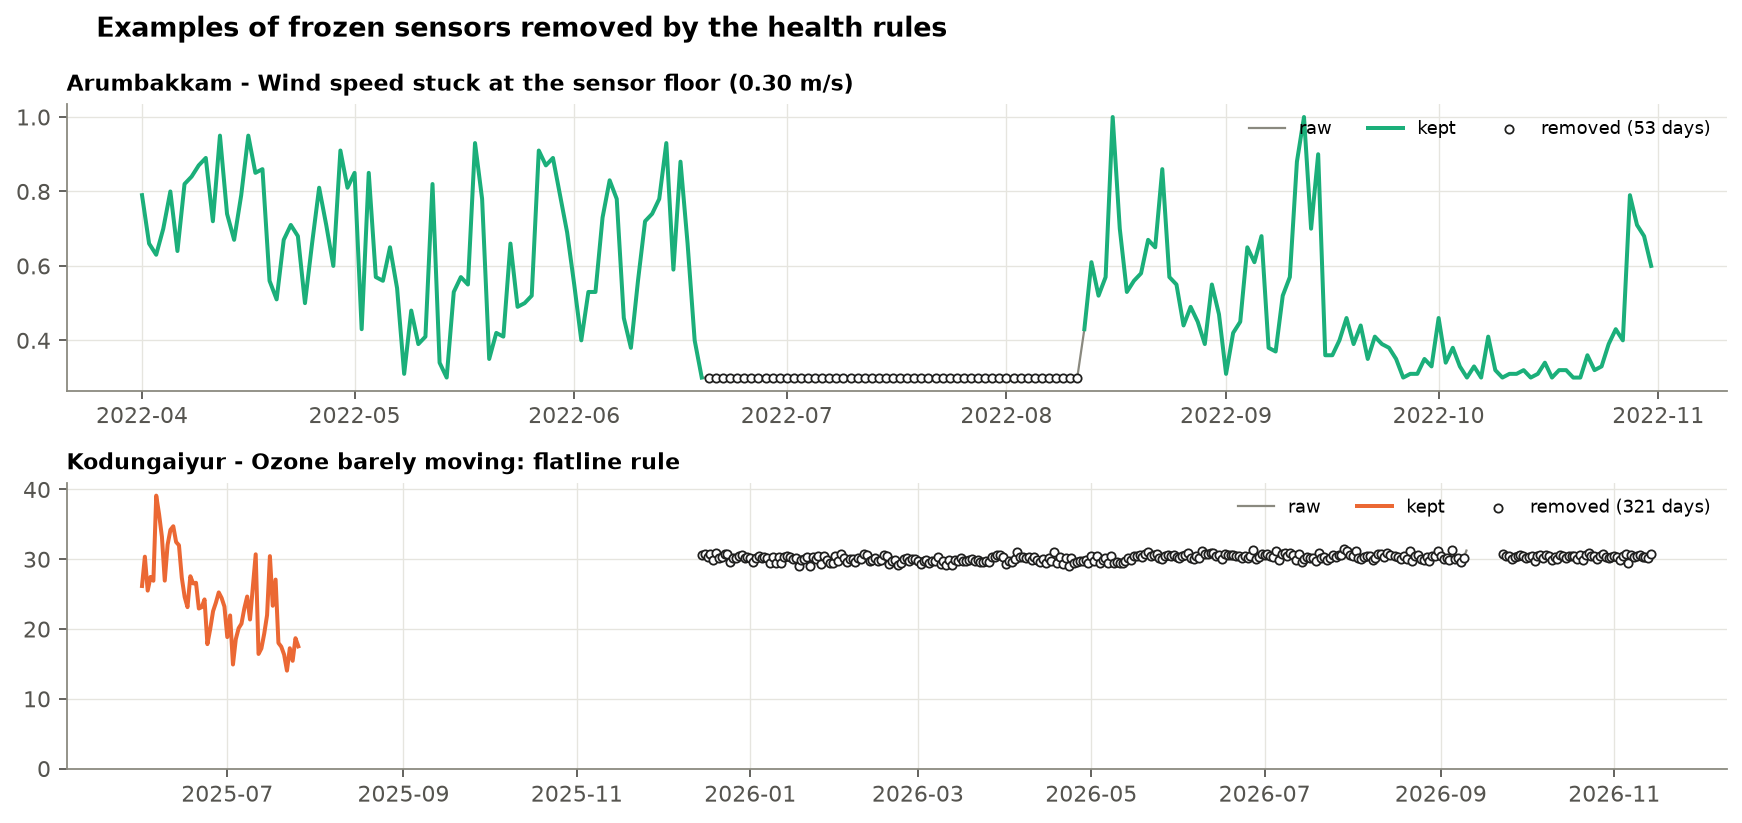 Examples of frozen sensors removed by the health rules
Arumbakkam - Wind speed stuck at the sensor floor (0.30 m/s)
raw kept removed (53 days)
1.0
0.8
0.6
0.4
2022-04 2022-05 2022-06 2022-07 2022-08 2022-09 2022-10 2022-11
Kodungaiyur - Ozone barely moving: flatline rule
raw kept removed (321 days)
40
30
20
10
0
2025-07 2025-09 2025-11 2026-01 2026-03 2026-05 2026-07 2026-09 2026-11